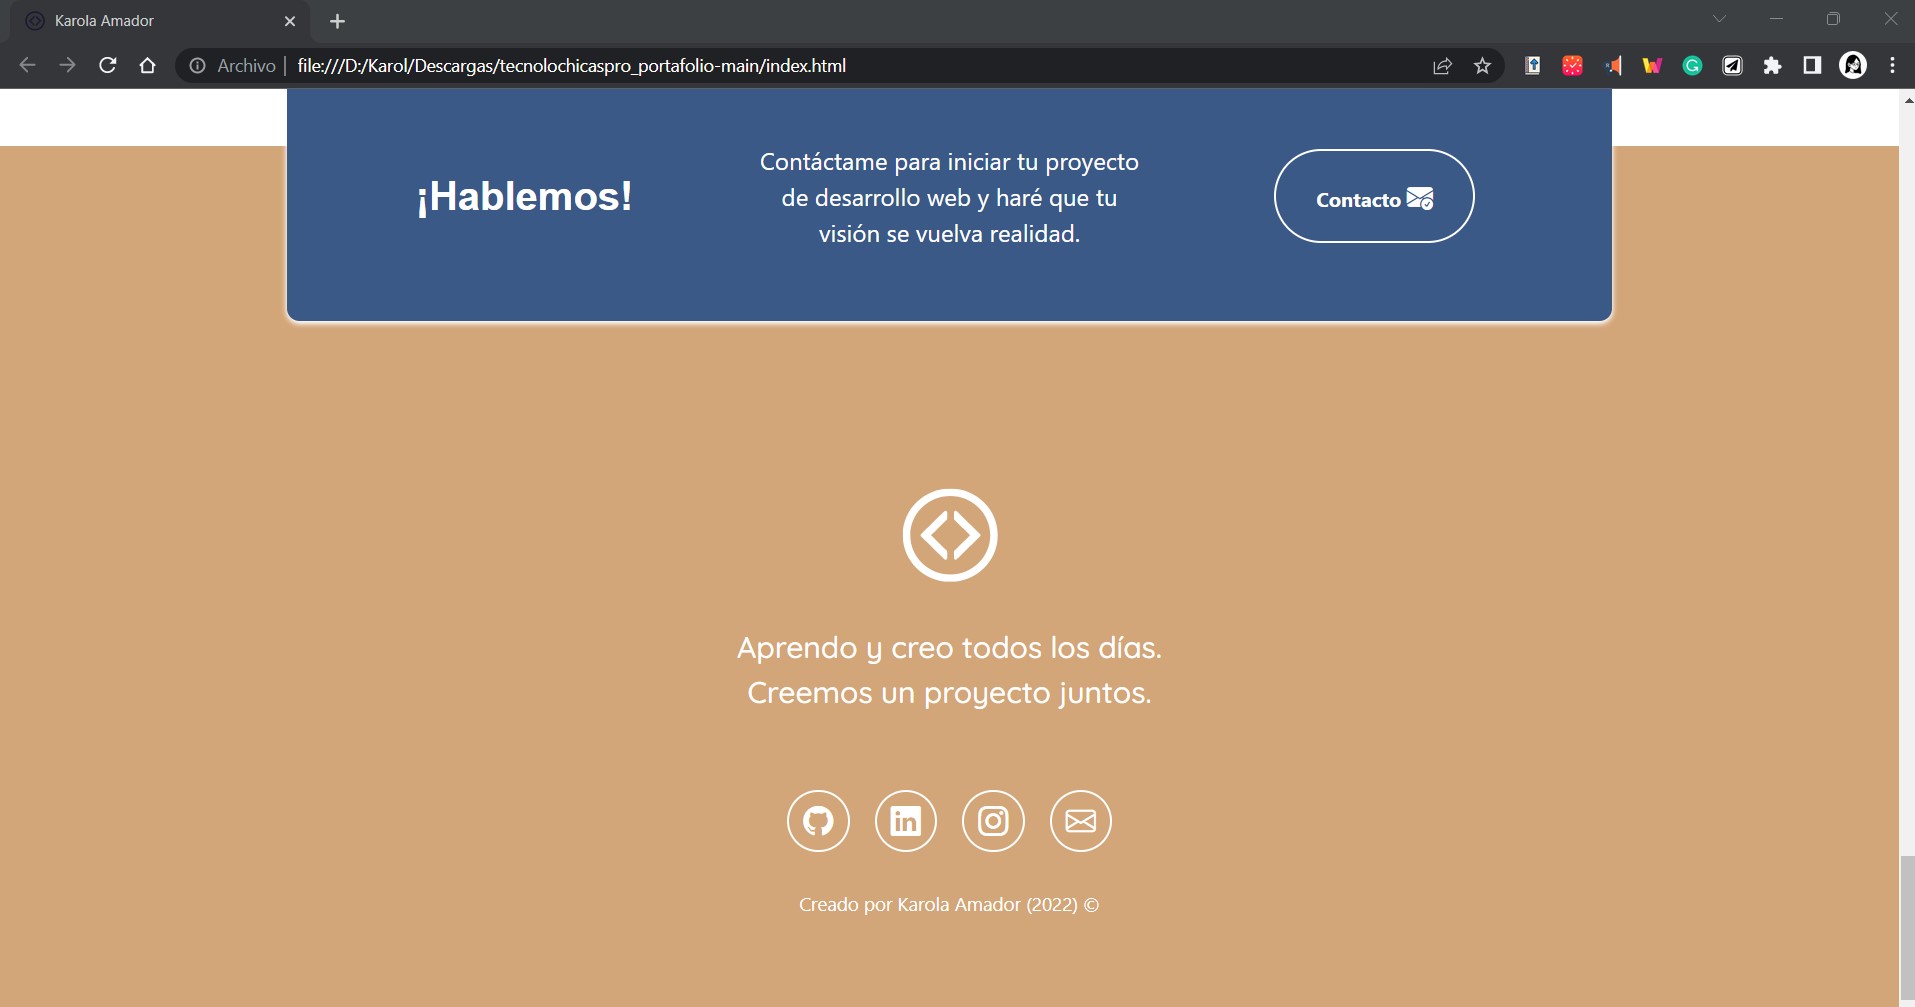 Karola Amador
Archivo | file:///D:/Karol/Descargas/tecnolochicaspro_portafolio-main/index.html
¡Hablemos!
Contáctame para iniciar tu proyecto
de desarrollo web y haré que tu
visión se vuelva realidad.
Contacto
Aprendo y creo todos los días.
Creemos un proyecto juntos.
Creado por Karola Amador (2022) ©